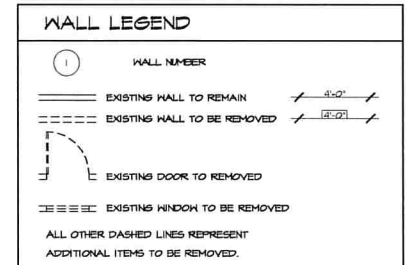 WALL LEGEND
1 WALL NUMBER
EXISTING WALL TO REMAIN 4'-0"
EXISTING WALL TO BE REMOVED 4'-0"
EXISTING DOOR TO REMOVED
EXISTING WINDOW TO BE REMOVED
ALL OTHER DASHED LINES REPRESENT
ADDITIONAL ITEMS TO BE REMOVED.